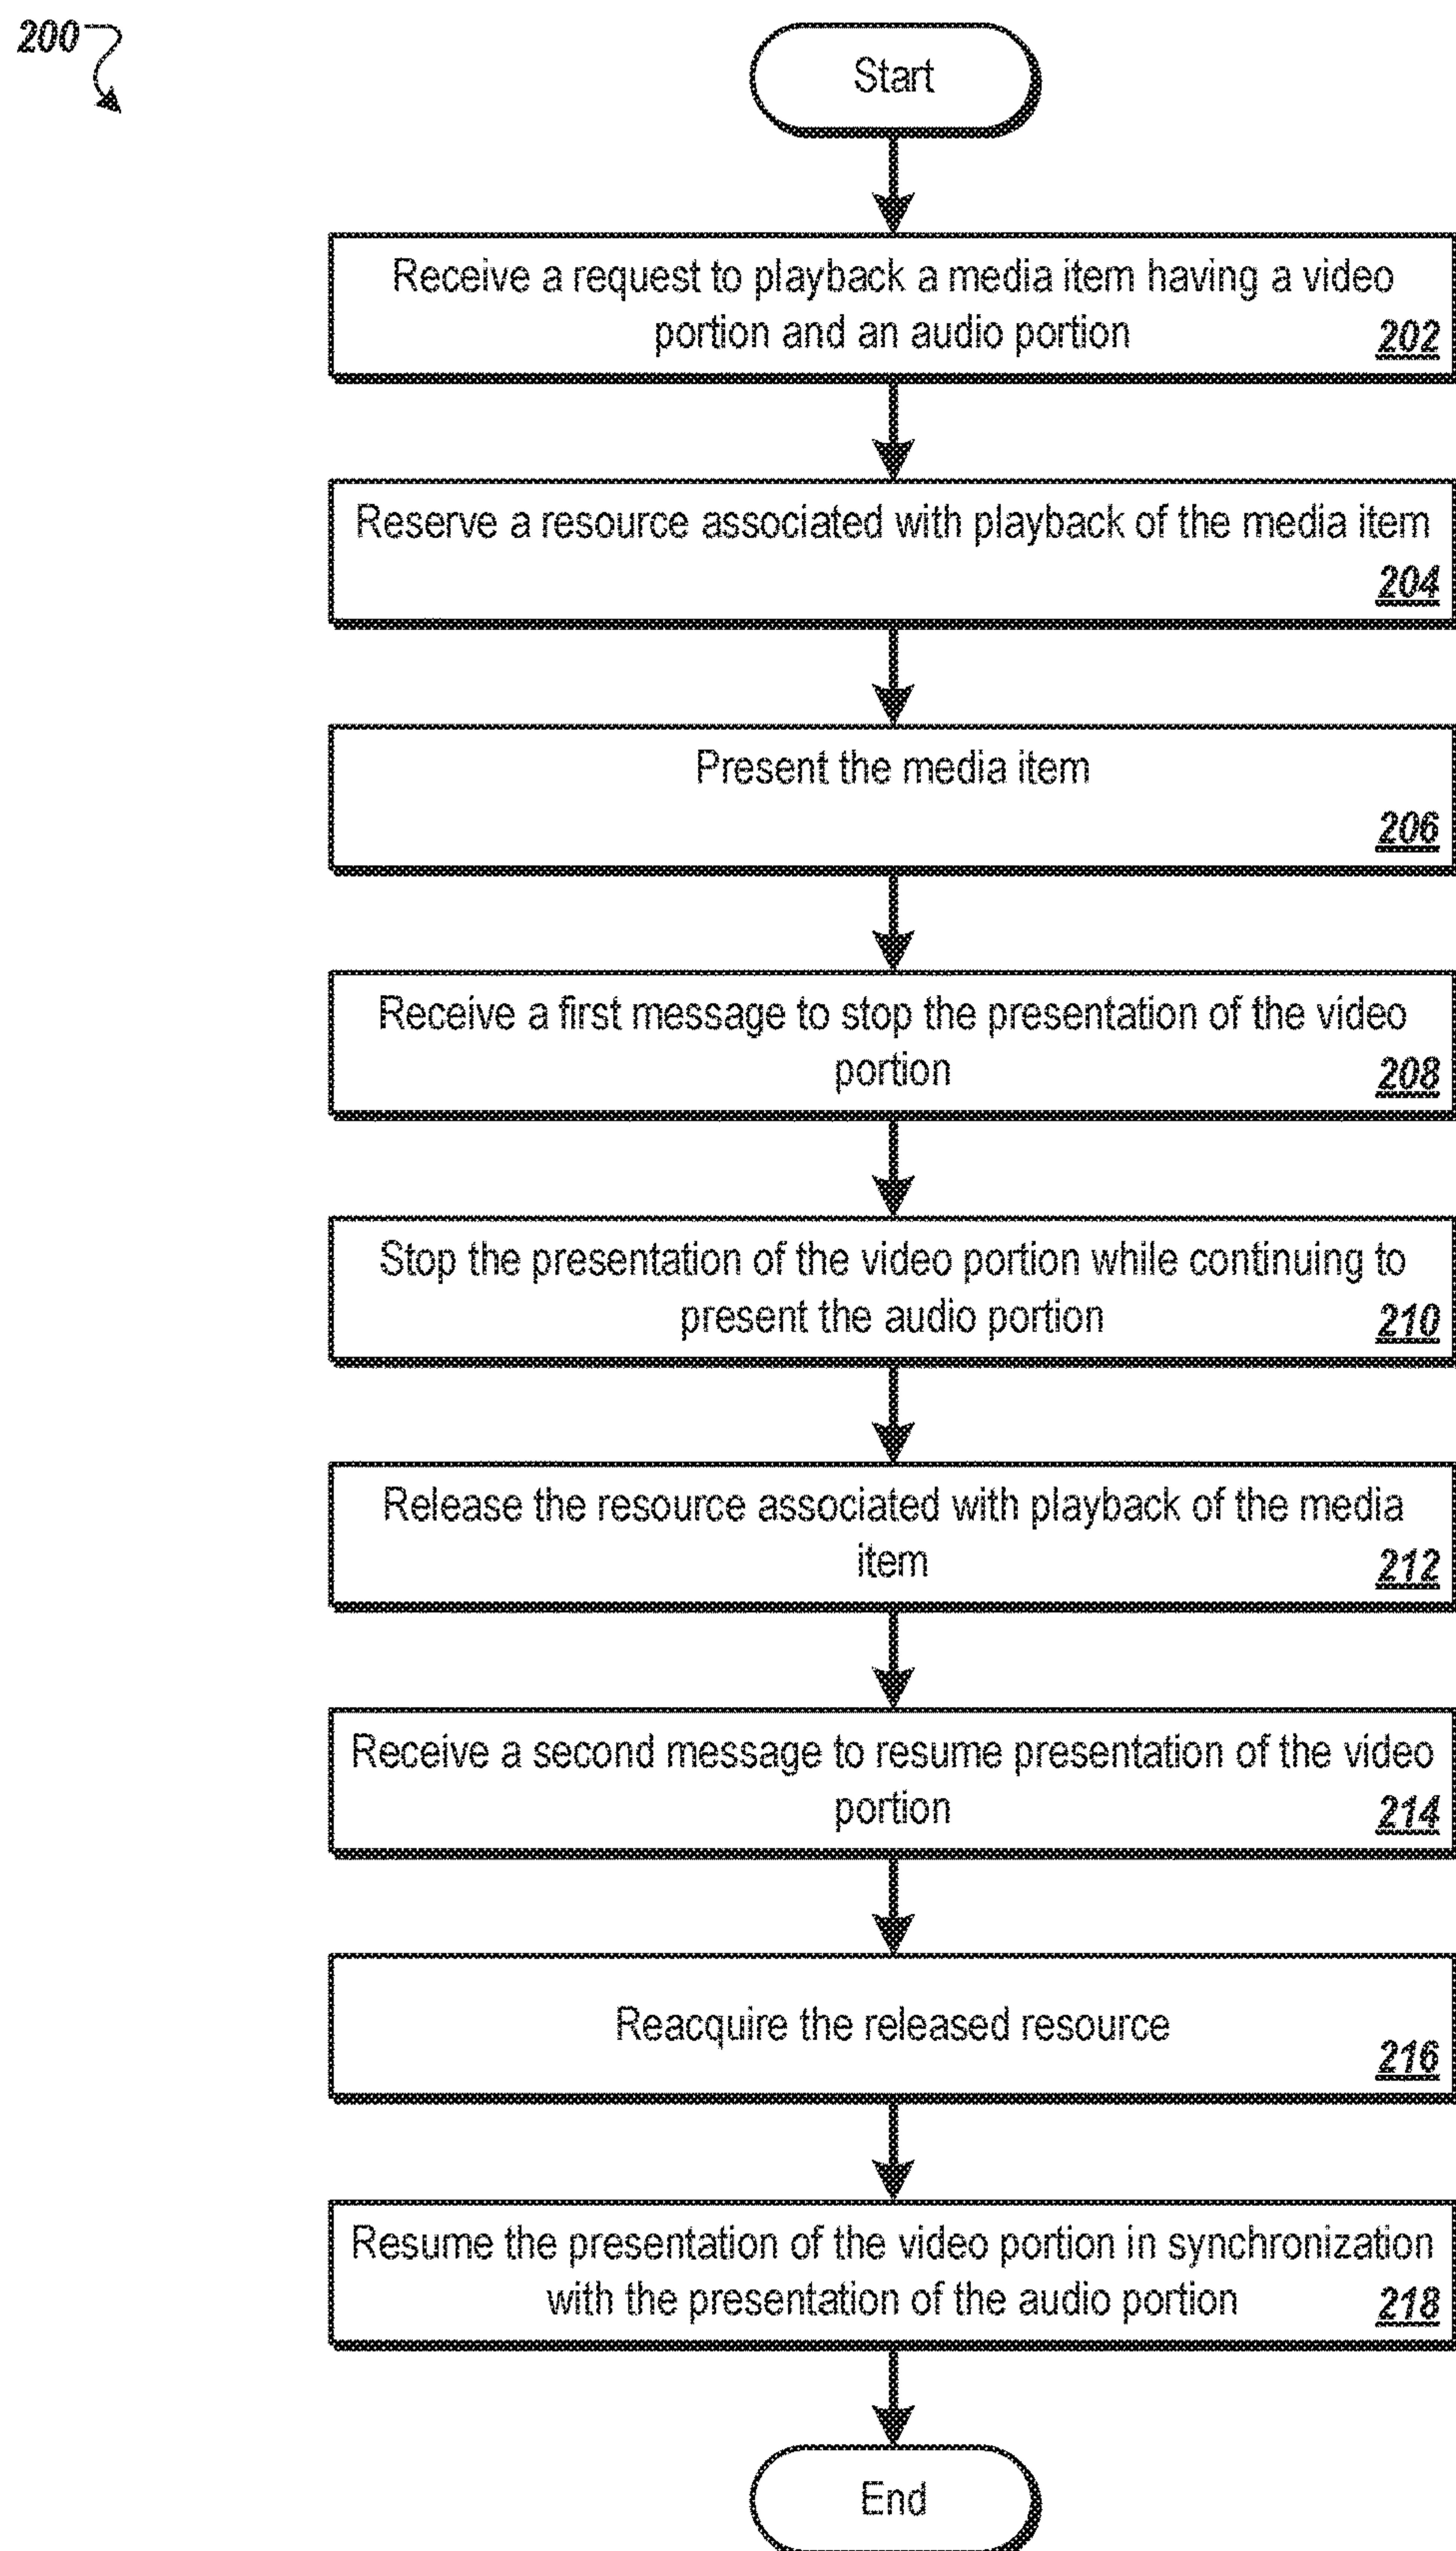 200
Start
Receive a request to playback a media item having a video
portion and an audio portion
202
Reserve a resource associated with playback of the media item
204
Present the media item
206
Receive a first message to stop the presentation of the video
portion
208
Stop the presentation of the video portion while continuing to
present the audio portion
210
Release the resource associated with playback of the media
item
212
Receive a second message to resume presentation of the video
portion
214
Reacquire the released resource
216
Resume the presentation of the video portion in synchronization
with the presentation of the audio portion
218
End